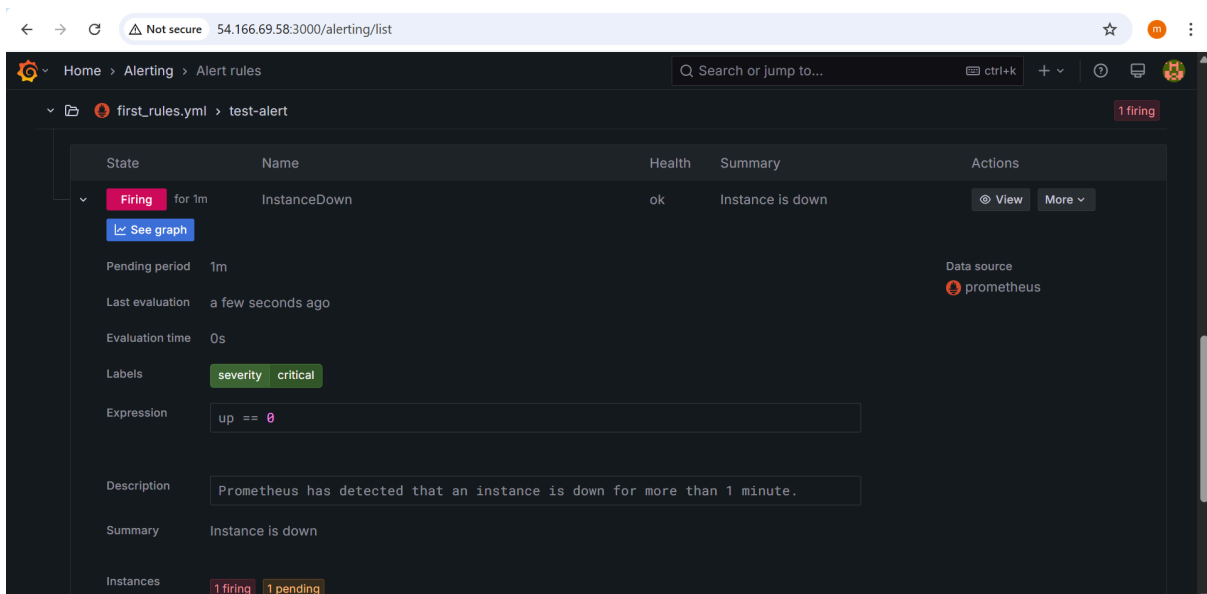 Not secure 54.166.69.58:3000/alerting/list m
Home > Alerting > Alert rules Search or jump to... ctrl+k
first_rules.yml > test-alert 1 firing
State Name Health Summary Actions
Firing for 1m InstanceDown ok Instance is down View More
See graph
Pending period 1m Data source
Last evaluation a few seconds ago prometheus
Evaluation time 0s
Labels severity critical
Expression up == 0
Description Prometheus has detected that an instance is down for more than 1 minute.
Summary Instance is down
Instances 1 firing 1 pending